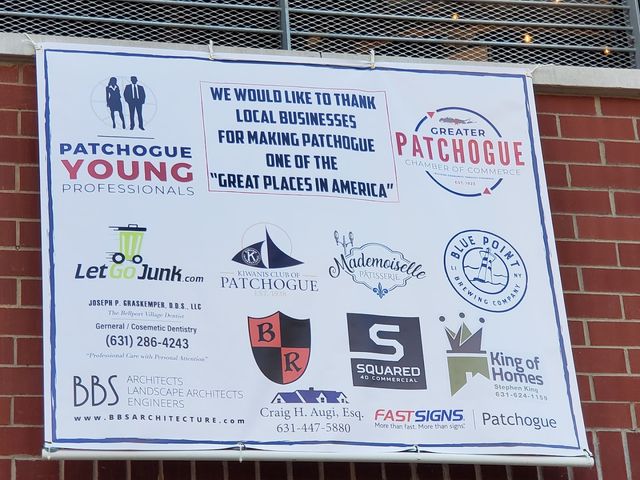 PATCHOGUE
YOUNG
PROFESSIONALS
WE WOULD LIKE TO THANK
LOCAL BUSINESSES
FOR MAKING PATCHOGUE
ONE OF THE
"GREAT PLACES IN AMERICA"
GREATER
PATCHOGUE
CHAMBER OF COMMERCE
LetGoJunk.com
K
KIWANIS CLUB OF
PATCHOGUE
Mademoiselle
PÂTISSERIE
BLUE POINT
BREWING COMPANY
JOSEPH P. GRASKEMPER, D.D.S., LLC
The Bellport Village Dentist
Gerneral / Cosemetic Dentistry
(631) 286-4243
"Professional Care with Personal Attention"
B
R
S
SQUARED
4D COMMERCIAL
King of
Homes
Stephen King
631-624-1155
BBS
ARCHITECTS
LANDSCAPE ARCHITECTS
ENGINEERS
www.BBSARCHITECTURE.com
Craig H. Augi, Esq.
631-447-5880
FASTSIGNS
More than fast. More than signs.
Patchogue